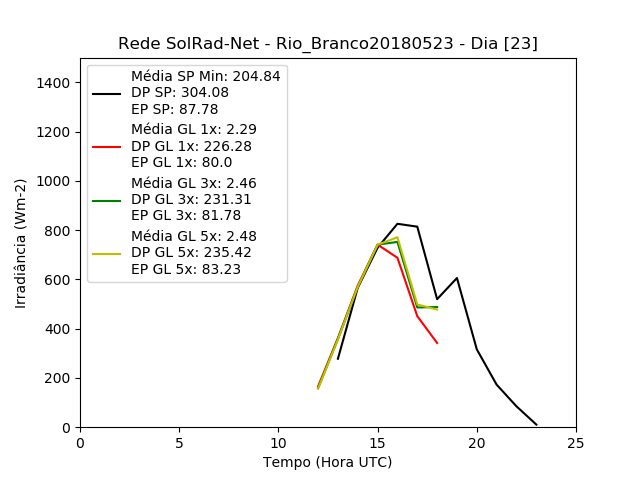 Rede SolRad-Net - Rio_Branco20180523 - Dia [23]
Média SP Min: 204.84
DP SP: 304.08
EP SP: 87.78
Média GL 1x: 2.29
DP GL 1x: 226.28
EP GL 1x: 80.0
Média GL 3x: 2.46
DP GL 3x: 231.31
EP GL 3x: 81.78
Média GL 5x: 2.48
DP GL 5x: 235.42
EP GL 5x: 83.23
1400
1200
1000
800
600
400
200
0
Irradiância (Wm-2)
0 5 10 15 20 25
Tempo (Hora UTC)